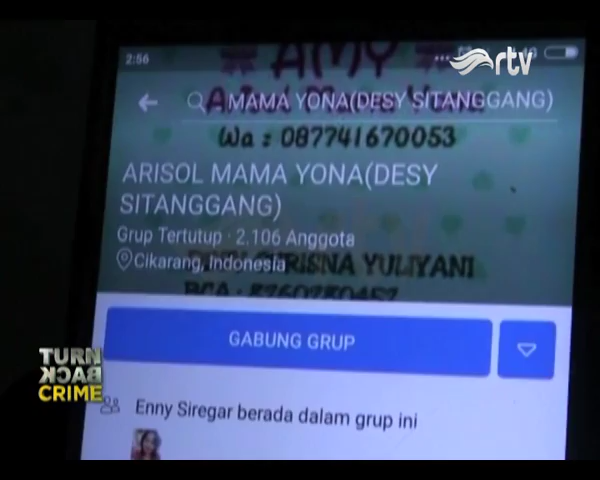 AMY
2:56
rtv
MAMA YONA(DESY SITANGGANG)
Wa : 087741670053
ARISOL MAMA YONA(DESY
SITANGGANG)
Grup Tertutup · 2.106 Anggota
Cikarang, Indonesia
YULIYANI
GABUNG GRUP
TURN
BACK
CRIME
Enny Siregar berada dalam grup ini